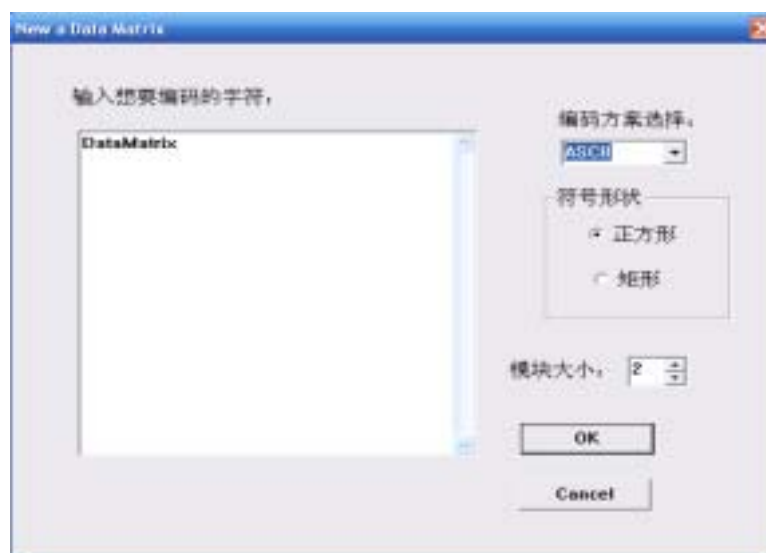 New a Data Matrix
输入想要编码的字符：
DataMatrix
编码方案选择：
ASCII
符号形状
正方形
矩形
模块大小：
2
OK
Cancel